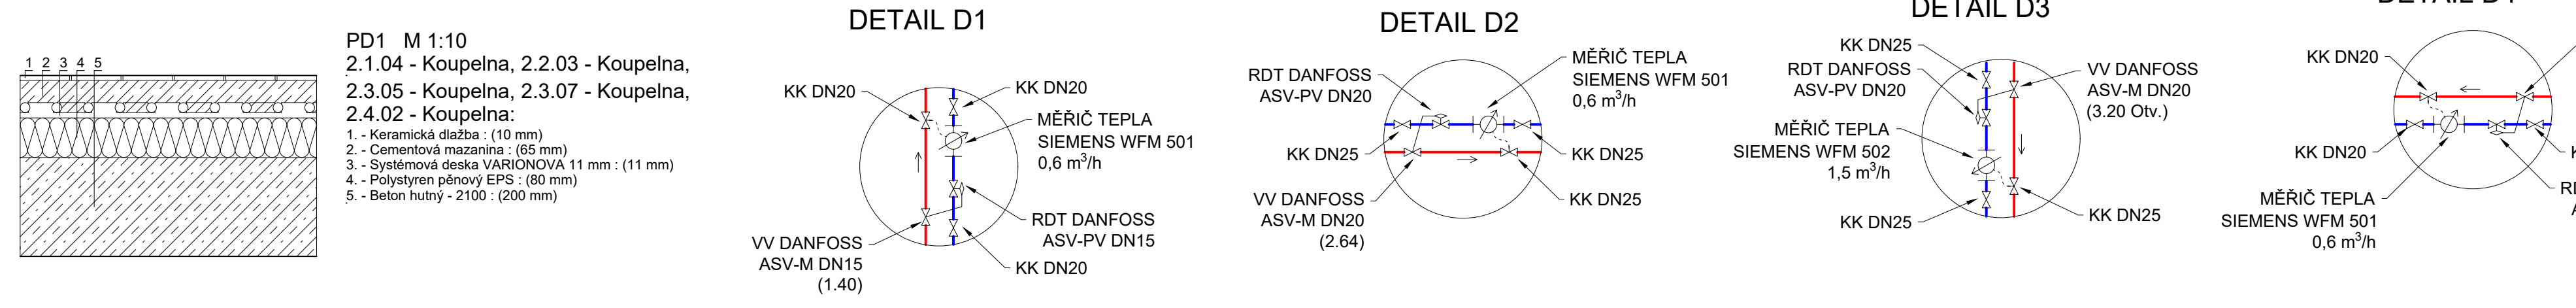 1 2 3 4 5
PD1 M 1:10
2.1.04 - Koupelna, 2.2.03 - Koupelna,
2.3.05 - Koupelna, 2.3.07 - Koupelna,
2.4.02 - Koupelna:
1. - Keramická dlažba : (10 mm)
2. - Cementová mazanina : (65 mm)
3. - Systémová deska VARIONOVA 11 mm : (11 mm)
4. - Polystyren pěnový EPS : (80 mm)
5. - Beton hutný - 2100 : (200 mm)
DETAIL D1
KK DN20
KK DN20
MĚŘIČ TEPLA
SIEMENS WFM 501
0,6 m³/h
RDT DANFOSS
ASV-PV DN15
VV DANFOSS
ASV-M DN15
(1.40)
KK DN20
DETAIL D2
RDT DANFOSS
ASV-PV DN20
MĚŘIČ TEPLA
SIEMENS WFM 501
0,6 m³/h
KK DN25
KK DN25
VV DANFOSS
ASV-M DN20
(2.64)
KK DN25
DETAIL D3
KK DN25
RDT DANFOSS
ASV-PV DN20
VV DANFOSS
ASV-M DN20
(3.20 Otv.)
MĚŘIČ TEPLA
SIEMENS WFM 502
1,5 m³/h
KK DN25
KK DN25
KK DN20
KK DN20
MĚŘIČ TEPLA
SIEMENS WFM 501
0,6 m³/h